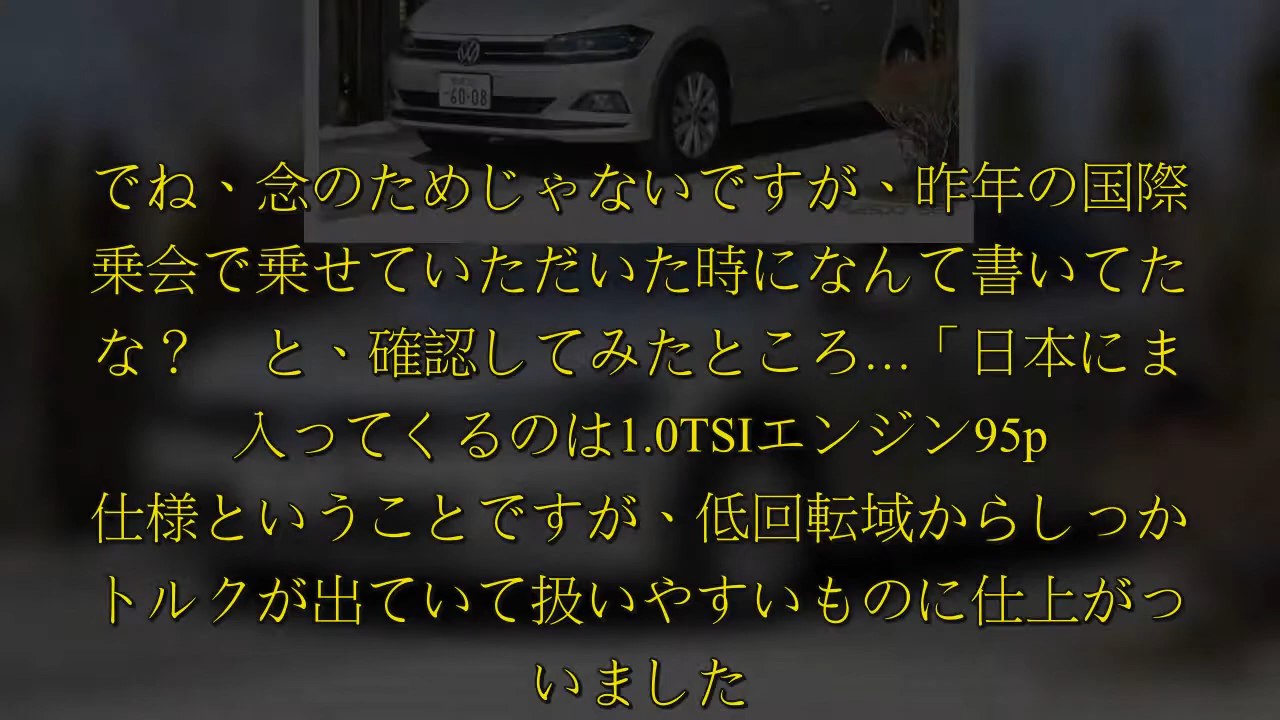 -60-08
でね、念のためじゃないですが、昨年の国際
乗会で乗せていただいた時になんて書いてた
な？　と、確認してみたところ…「日本にま
入ってくるのは1.0TSIエンジン95p
仕様ということですが、低回転域からしっか
トルクが出ていて扱いやすいものに仕上がっ
いました